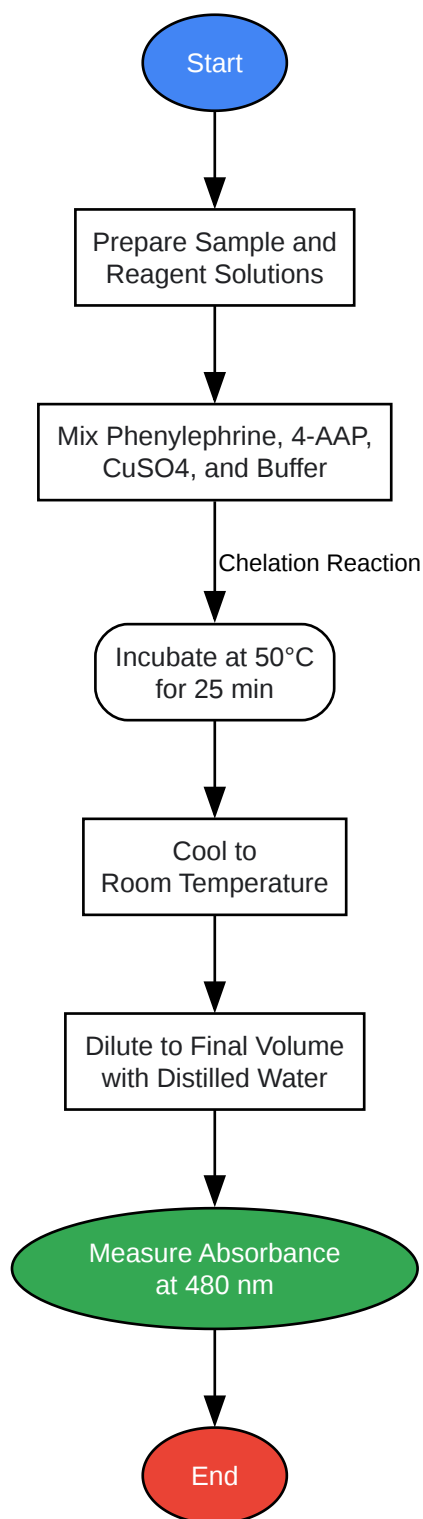 Start
Prepare Sample and
Reagent Solutions
Mix Phenylephrine, 4-AAP,
CuSO4, and Buffer
Chelation Reaction
Incubate at 50°C
for 25 min
Cool to
Room Temperature
Dilute to Final Volume
with Distilled Water
Measure Absorbance
at 480 nm
End